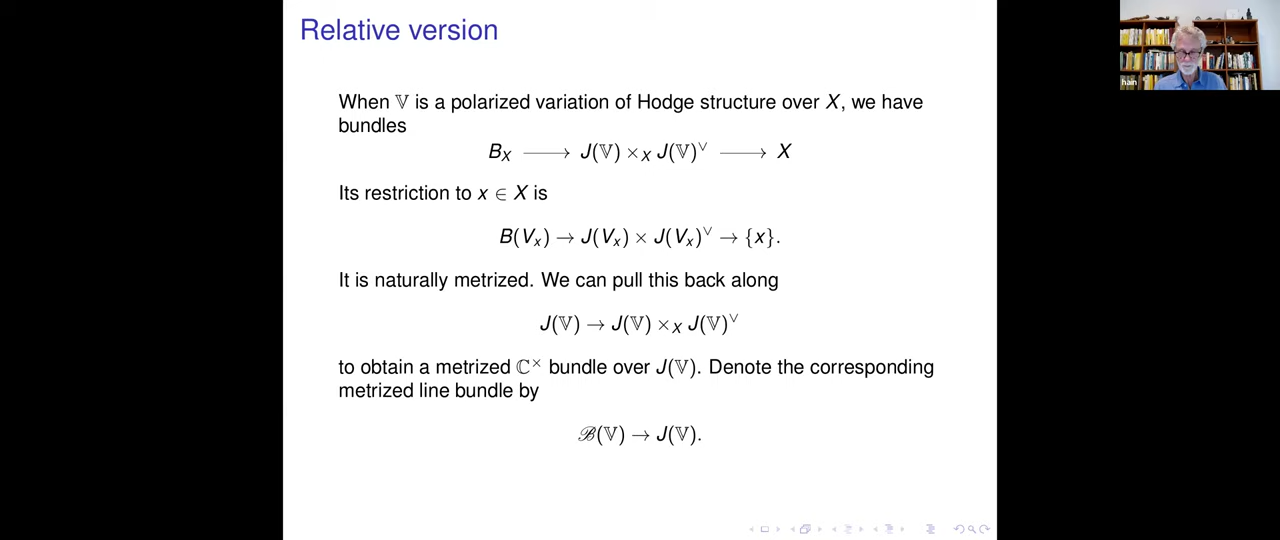 Relative version
When 𝕍 is a polarized variation of Hodge structure over X, we have
bundles
B_X ⟶ J(𝕍) ×_X J(𝕍)^∨ ⟶ X
Its restriction to x ∈ X is
B(V_x) → J(V_x) × J(V_x)^∨ → {x}.
It is naturally metrized. We can pull this back along
J(𝕍) → J(𝕍) ×_X J(𝕍)^∨
to obtain a metrized ℂ^× bundle over J(𝕍). Denote the corresponding
metrized line bundle by
ℬ(𝕍) → J(𝕍).
hain